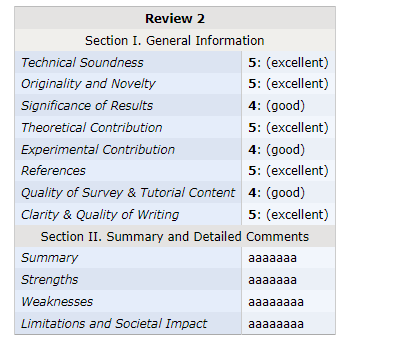 Review 2
Section I. General Information
Technical Soundness 5: (excellent)
Originality and Novelty 5: (excellent)
Significance of Results 4: (good)
Theoretical Contribution 5: (excellent)
Experimental Contribution 4: (good)
References 5: (excellent)
Quality of Survey & Tutorial Content 4: (good)
Clarity & Quality of Writing 5: (excellent)
Section II. Summary and Detailed Comments
Summary aaaaaaa
Strengths aaaaaaa
Weaknesses aaaaaaaa
Limitations and Societal Impact aaaaaaaa